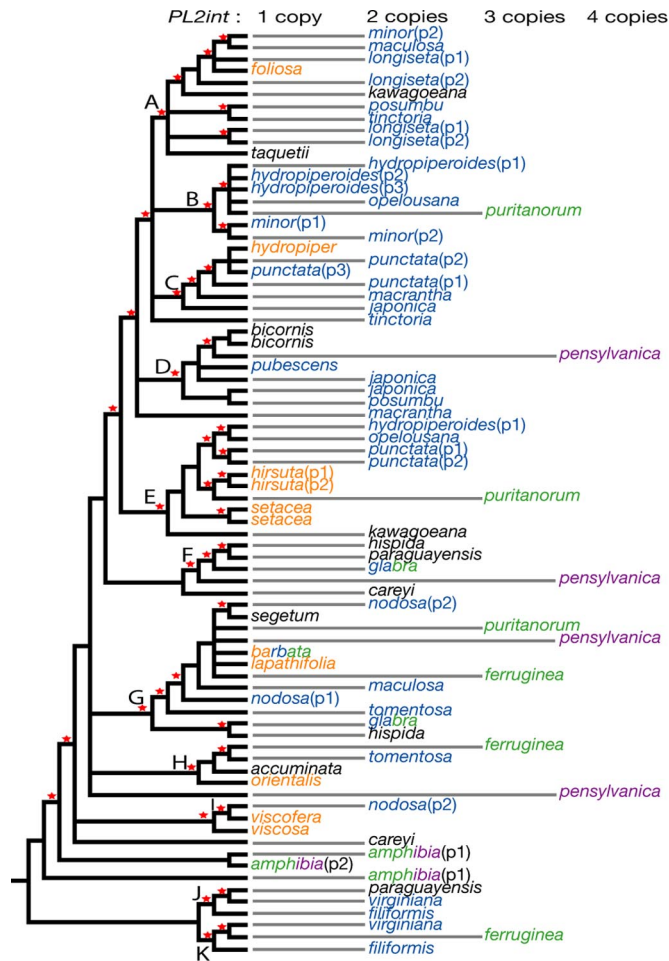 PL2int : 1 copy 2 copies 3 copies 4 copies
minor(p2)
maculosa
longiseta(p1)
foliosa
longiseta(p2)
kawagoeana
A
posumbu
tinctoria
longiseta(p1)
longiseta(p2)
taquetii
hydropiperoides(p1)
hydropiperoides(p2)
hydropiperoides(p3)
B
opelousana
puritanorum
minor(p1)
minor(p2)
hydropiper
punctata(p2)
punctata(p3)
punctata(p1)
C
macrantha
japonica
tinctoria
bicornis
bicornis
pensylvanica
D
pubescens
japonica
japonica
posumbu
macrantha
hydropiperoides(p1)
opelousana
punctata(p1)
punctata(p2)
hirsuta(p1)
hirsuta(p2)
E
puritanorum
setacea
setacea
kawagoeana
hispida
F
paraguayensis
glabra
pensylvanica
careyi
nodosa(p2)
segetum
puritanorum
pensylvanica
barbata
lapathifolia
ferruginea
maculosa
G
nodosa(p1)
tomentosa
glabra
hispida
ferruginea
tomentosa
H
accuminata
orientalis
pensylvanica
I
nodosa(p2)
viscofera
viscosa
careyi
amphibia(p1)
amphibia(p2)
amphibia(p1)
J
paraguayensis
virginiana
filiformis
virginiana
ferruginea
K
filiformis